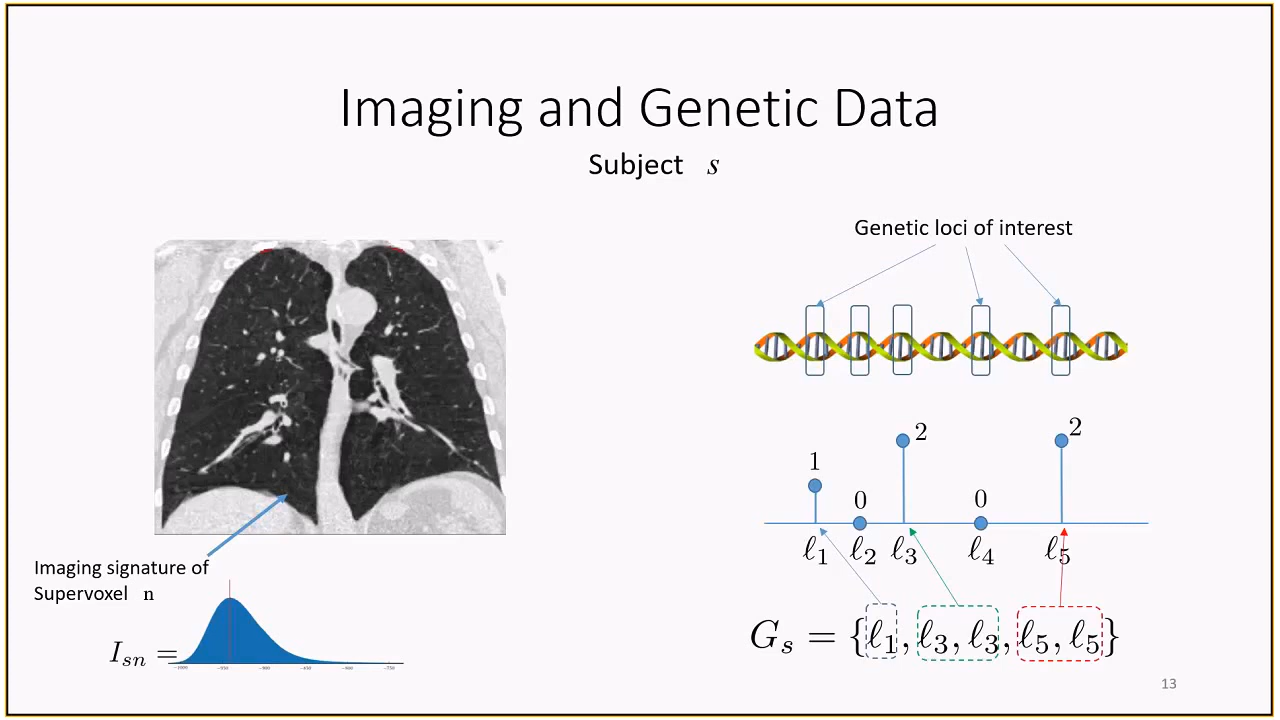 Imaging and Genetic Data
Subject s
Genetic loci of interest
1
0
2
0
2
ℓ1 ℓ2 ℓ3 ℓ4 ℓ5
Imaging signature of
Supervoxel n
I_sn =
G_s = {ℓ1, ℓ3, ℓ3, ℓ5, ℓ5}
13